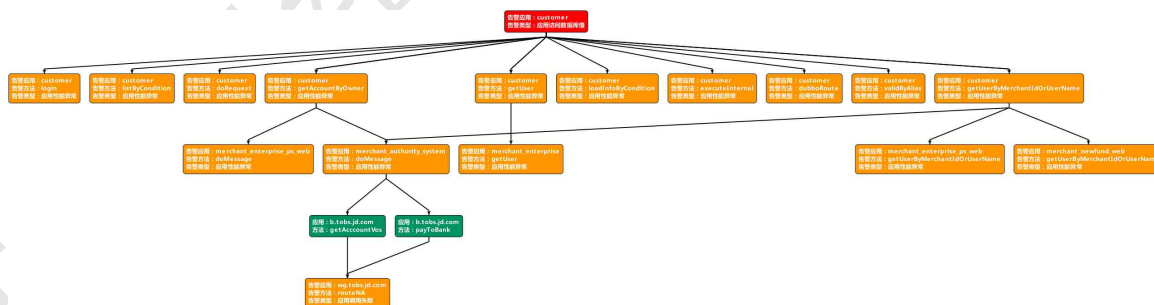 告警应用：customer
告警类型：应用访问数据库慢
告警应用：customer
告警方法：login
告警类型：应用性能异常
告警应用：customer
告警方法：listByCondition
告警类型：应用性能异常
告警应用：customer
告警方法：doRequest
告警类型：应用性能异常
告警应用：customer
告警方法：getAccountByOwner
告警类型：应用性能异常
告警应用：customer
告警方法：getUser
告警类型：应用性能异常
告警应用：customer
告警方法：loadInfoByCondition
告警类型：应用性能异常
告警应用：customer
告警方法：executeInternal
告警类型：应用性能异常
告警应用：customer
告警方法：dubboRoute
告警类型：应用性能异常
告警应用：customer
告警方法：validByAlias
告警类型：应用性能异常
告警应用：customer
告警方法：getUserByMerchantIdOrUserName
告警类型：应用性能异常
告警应用：merchant_enterprise_ps_web
告警方法：doMessage
告警类型：应用性能异常
告警应用：merchant_authority_system
告警方法：doMessage
告警类型：应用性能异常
告警应用：merchant_enterprise
告警方法：getUser
告警类型：应用性能异常
告警应用：merchant_enterprise_ps_web
告警方法：getUserByMerchantIdOrUserName
告警类型：应用性能异常
告警应用：merchant_newfund_web
告警方法：getUserByMerchantIdOrUserName
告警类型：应用性能异常
应用：b.tobs.jd.com
方法：getAcccountVos
应用：b.tobs.jd.com
方法：payToBank
告警应用：wg.tobs.jd.com
告警方法：routaNA
告警类型：应用调用失败